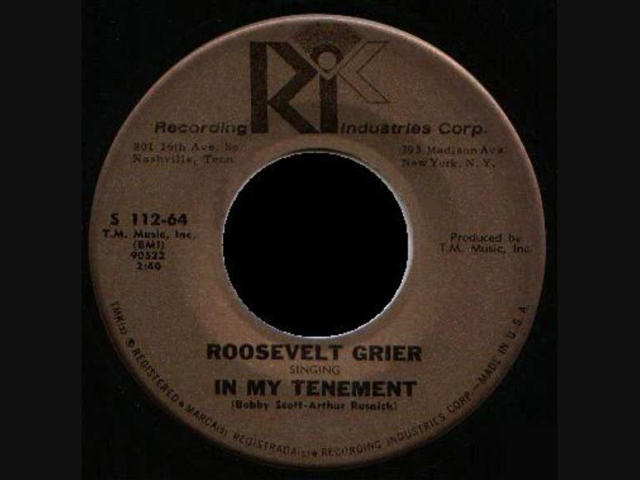 RIK
Recording Industries Corp.
801 16th Ave. So.
Nashville, Tenn.
Madison Ave.
New York, N. Y.
S 112-64
T.M. Music, Inc.
(BMI)
90522
2:40
Produced by
T. M. Music, Inc.
ROOSEVELT GRIER
SINGING
IN MY TENEMENT
(Bobby Scott-Arthur Resnick)
TMK(s) ® REGISTERED • MARCA(S) REGISTRADA(s) • RECORDING INDUSTRIES CORP.—MADE IN U.S.A.